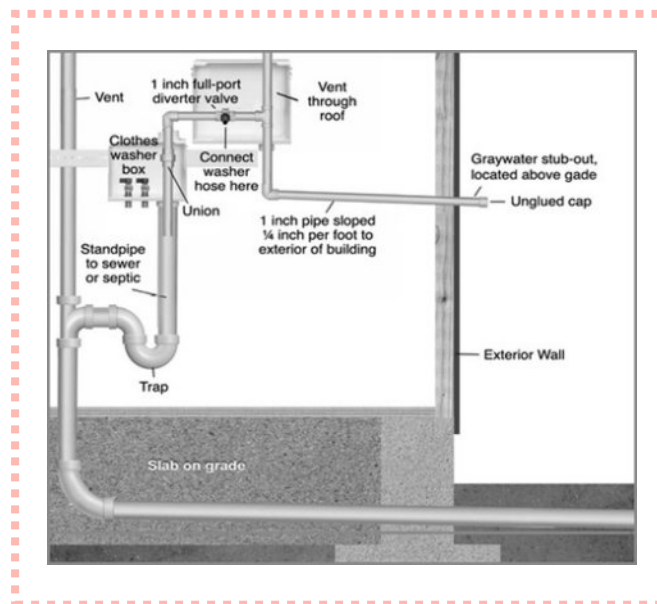 1 inch full-port
diverter valve
Vent
Vent
through
roof
Clothes
washer
box
Connect
washer
hose here
Graywater stub-out,
located above gade
Union
Unglued cap
1 inch pipe sloped
¼ inch per foot to
exterior of building
Standpipe
to sewer
or septic
Exterior Wall
Trap
Slab on grade